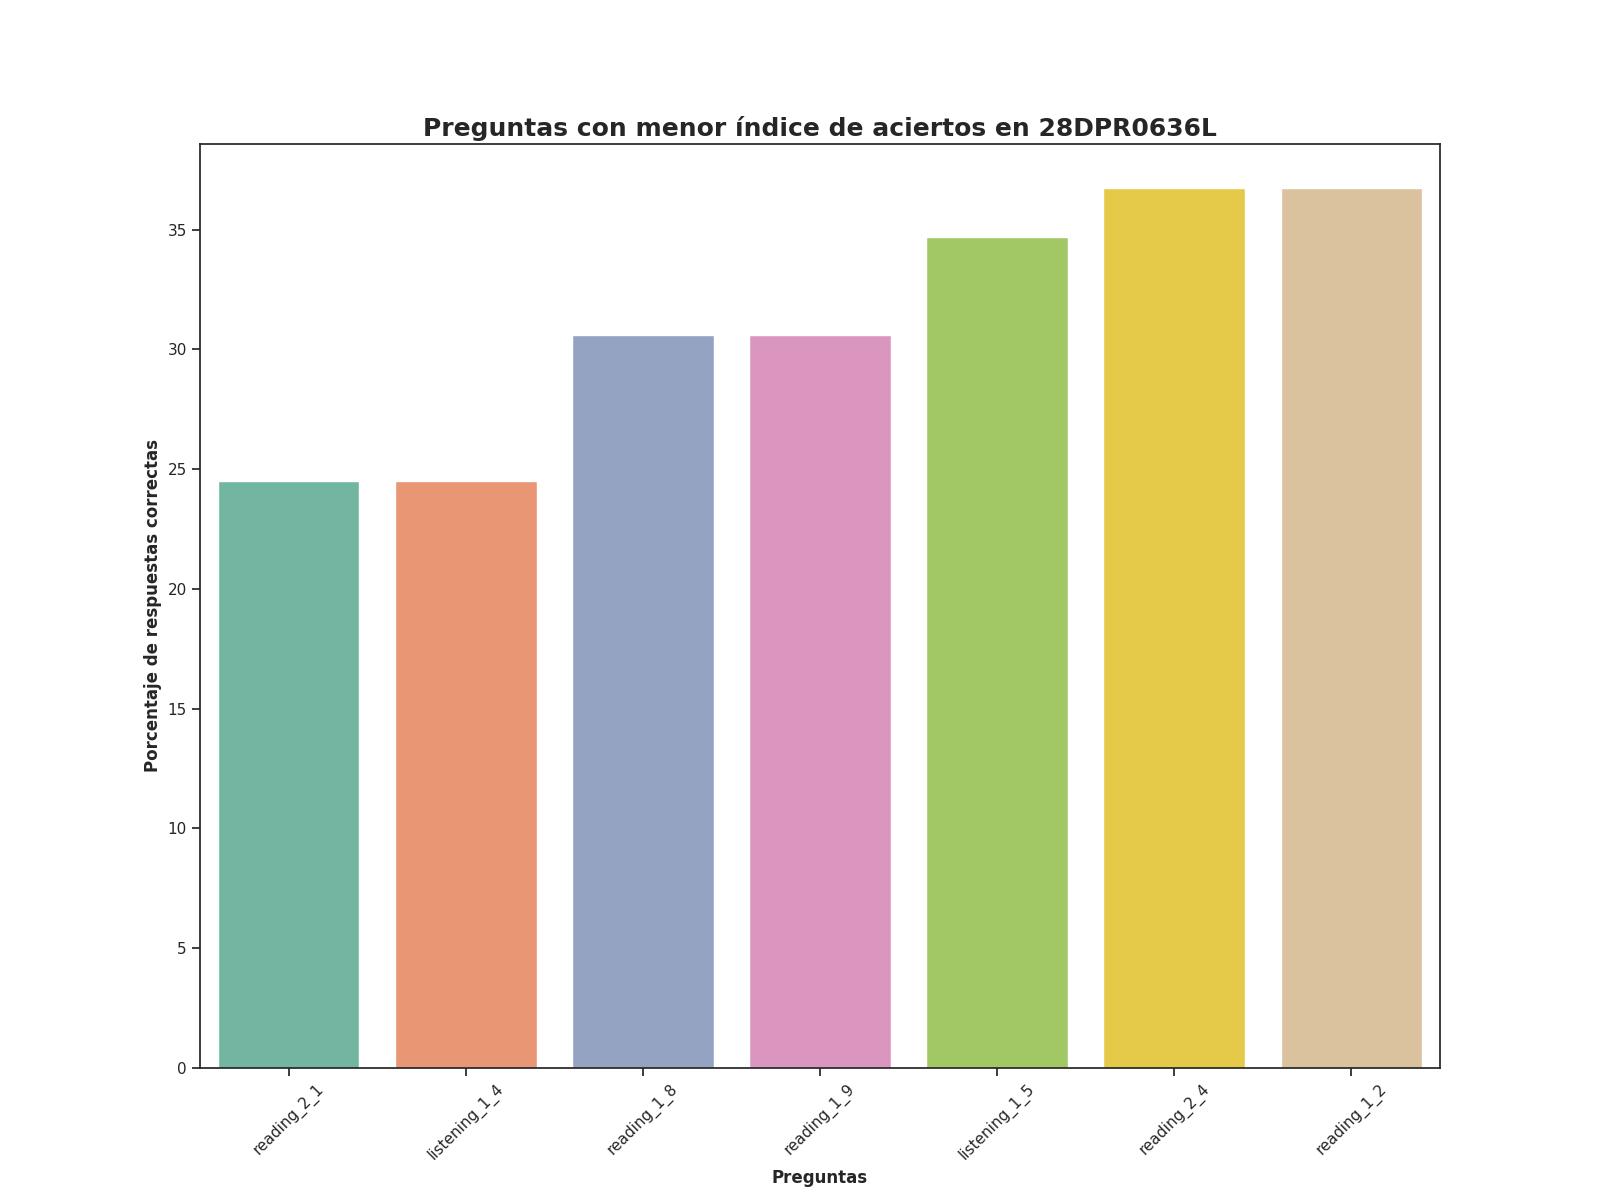 Preguntas con menor índice de aciertos en 28DPR0636L
Porcentaje de respuestas correctas
35
30
25
20
15
10
5
0
reading_2_1
listening_1_4
reading_1_8
reading_1_9
listening_1_5
reading_2_4
reading_1_2
Preguntas